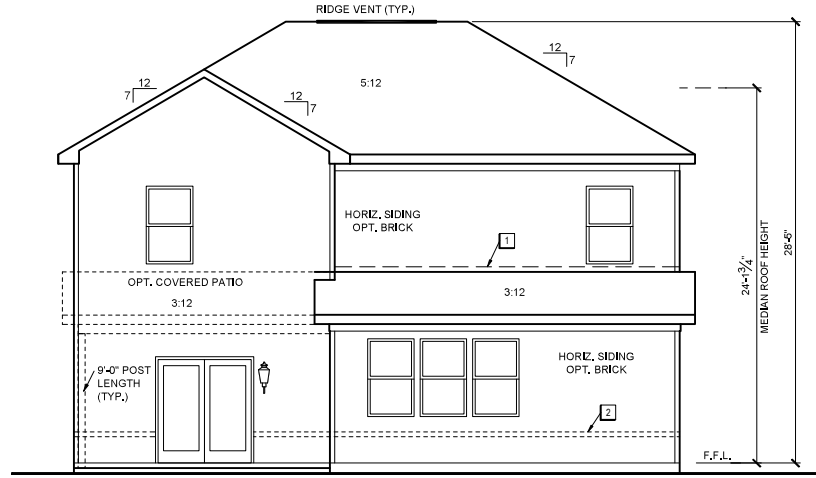 RIDGE VENT (TYP.)
12
7
12
7
12
7
5:12
HORIZ. SIDING
OPT. BRICK
1
OPT. COVERED PATIO
3:12
3:12
24'-1 3/4"
MEDIAN ROOF HEIGHT
28'-6"
9'-0" POST
LENGTH
(TYP.)
HORIZ. SIDING
OPT. BRICK
2
F.F.L.